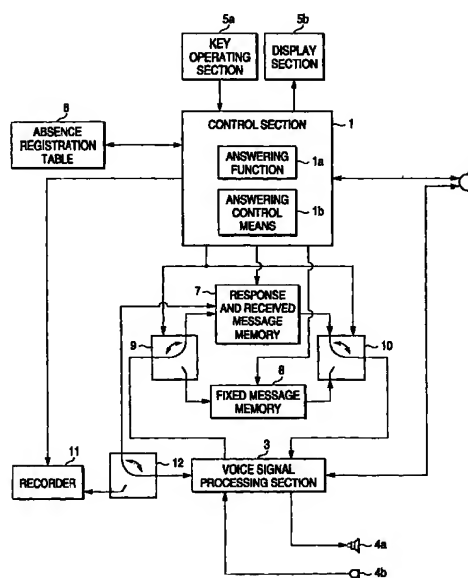 5a
5b
KEY
OPERATING
SECTION
DISPLAY
SECTION
6
ABSENCE
REGISTRATION
TABLE
CONTROL SECTION
1
ANSWERING
FUNCTION
1a
ANSWERING
CONTROL
MEANS
1b
7
RESPONSE
AND RECEIVED
MESSAGE
MEMORY
9
10
8
FIXED MESSAGE
MEMORY
11
RECORDER
12
3
VOICE SIGNAL
PROCESSING SECTION
4a
4b